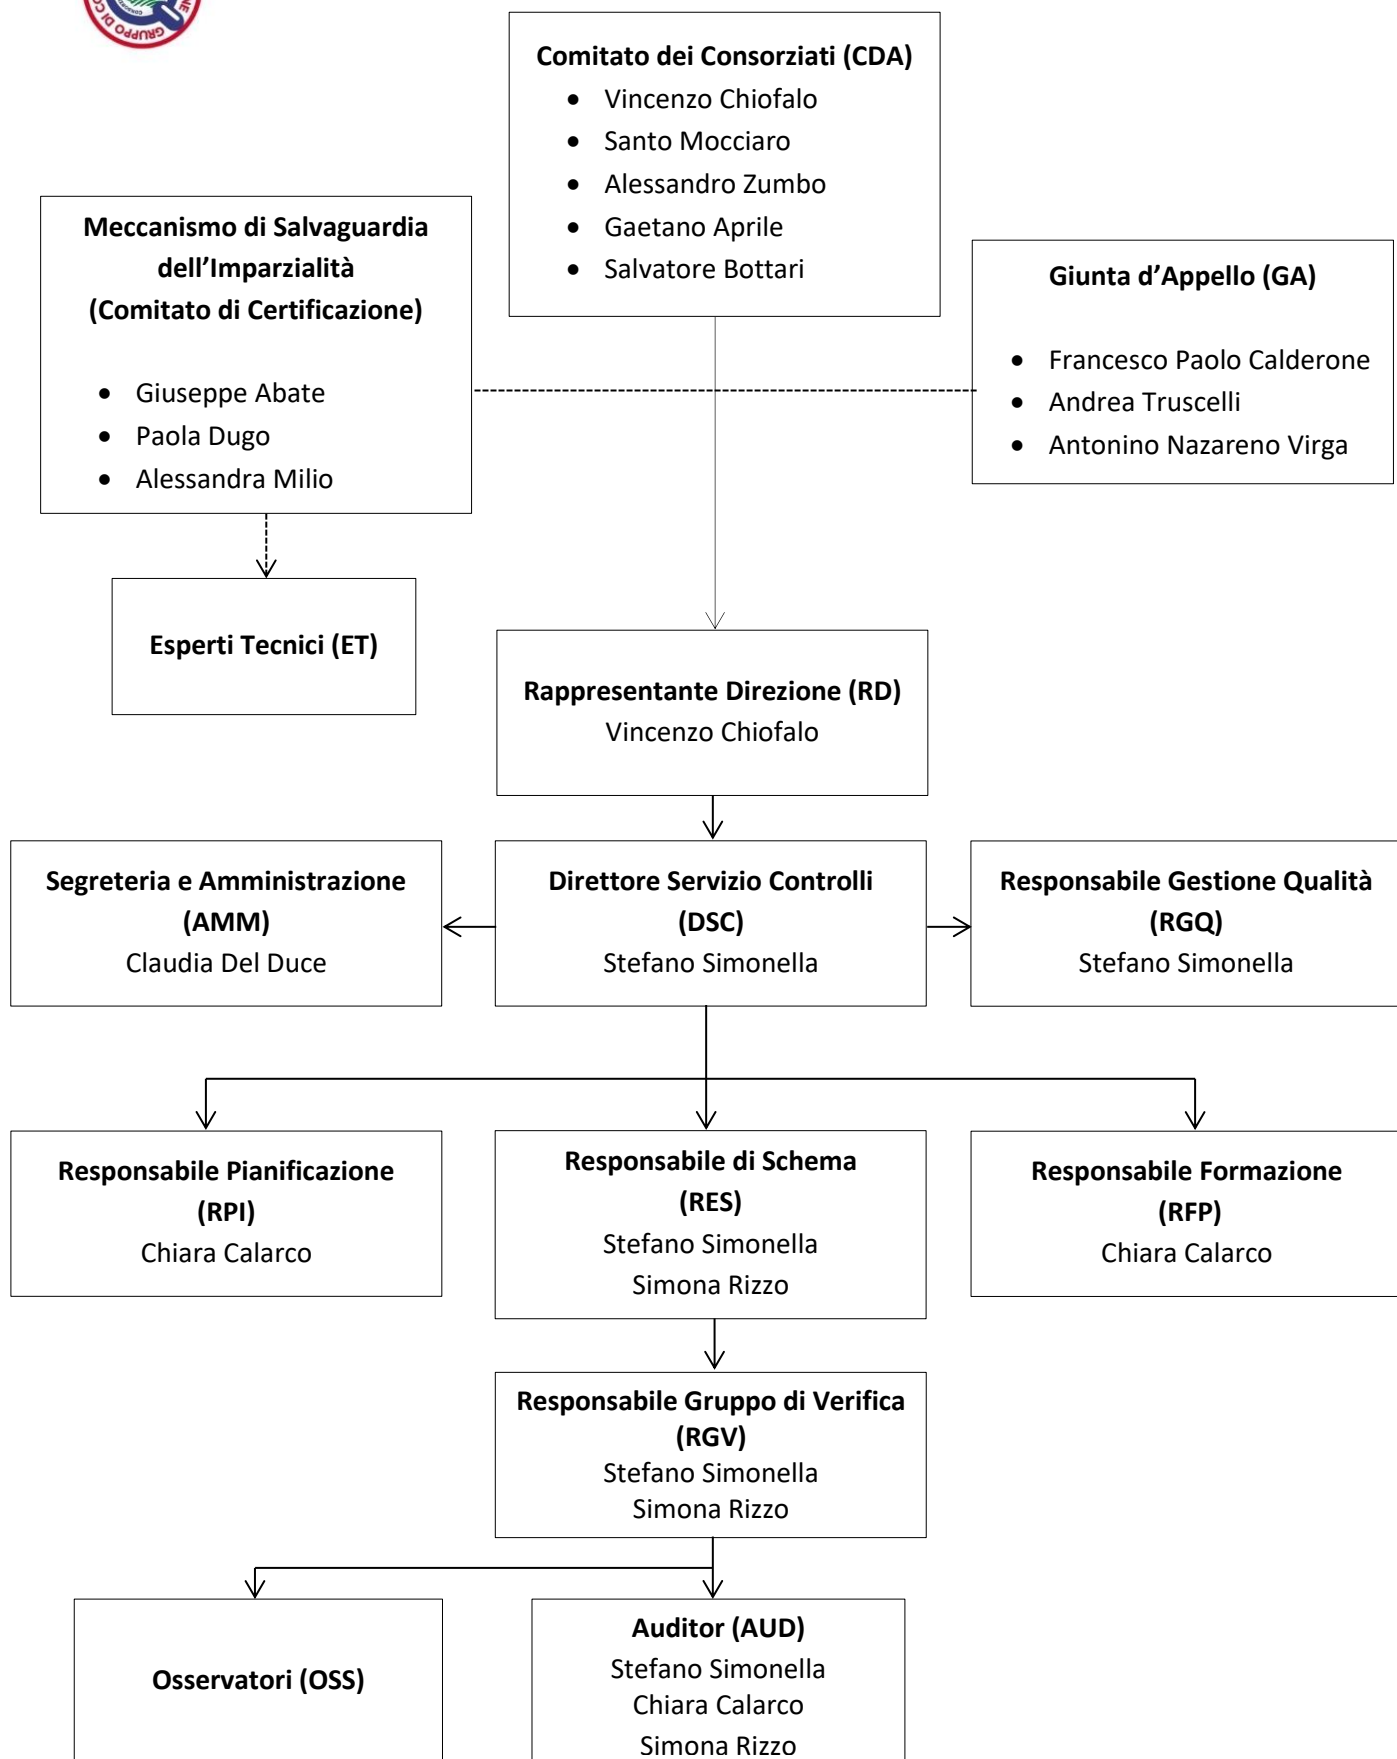 GRUPPO DI CO
NE
Comitato dei Consorziati (CDA)
• Vincenzo Chiofalo
• Santo Mocciaro
• Alessandro Zumbo
• Gaetano Aprile
• Salvatore Bottari
Meccanismo di Salvaguardia
dell’Imparzialità
(Comitato di Certificazione)
• Giuseppe Abate
• Paola Dugo
• Alessandra Milio
Giunta d’Appello (GA)
• Francesco Paolo Calderone
• Andrea Truscelli
• Antonino Nazareno Virga
Esperti Tecnici (ET)
Rappresentante Direzione (RD)
Vincenzo Chiofalo
Segreteria e Amministrazione
(AMM)
Claudia Del Duce
Direttore Servizio Controlli
(DSC)
Stefano Simonella
Responsabile Gestione Qualità
(RGQ)
Stefano Simonella
Responsabile Pianificazione
(RPI)
Chiara Calarco
Responsabile di Schema
(RES)
Stefano Simonella
Simona Rizzo
Responsabile Formazione
(RFP)
Chiara Calarco
Responsabile Gruppo di Verifica
(RGV)
Stefano Simonella
Simona Rizzo
Osservatori (OSS)
Auditor (AUD)
Stefano Simonella
Chiara Calarco
Simona Rizzo